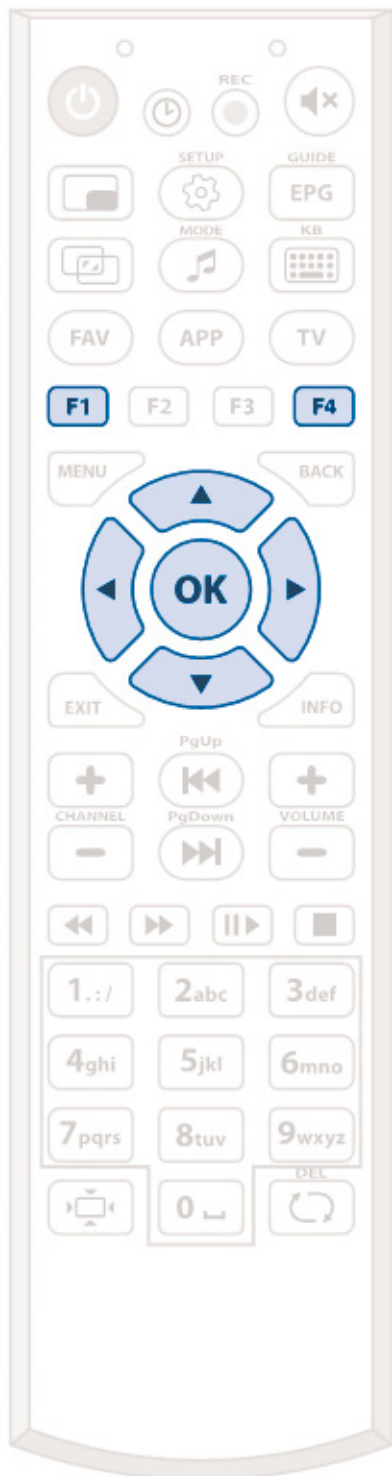 REC
SETUP GUIDE
EPG
MODE KB
FAV APP TV
F1 F2 F3 F4
MENU BACK
OK
EXIT INFO
PgUp
CHANNEL PgDown VOLUME
1.:/ 2abc 3def
4ghi 5jkl 6mno
7pqrs 8tuv 9wxyz
DEL
0